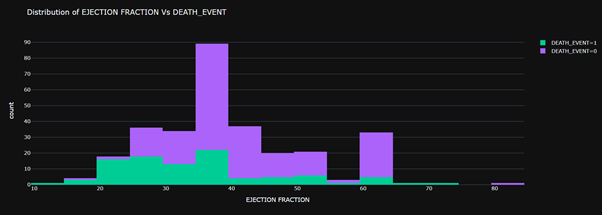 Distribution of EJECTION FRACTION Vs DEATH_EVENT
DEATH_EVENT=1
DEATH_EVENT=0
90
80
70
60
50
40
30
20
10
0
count
10 20 30 40 50 60 70 80
EJECTION FRACTION